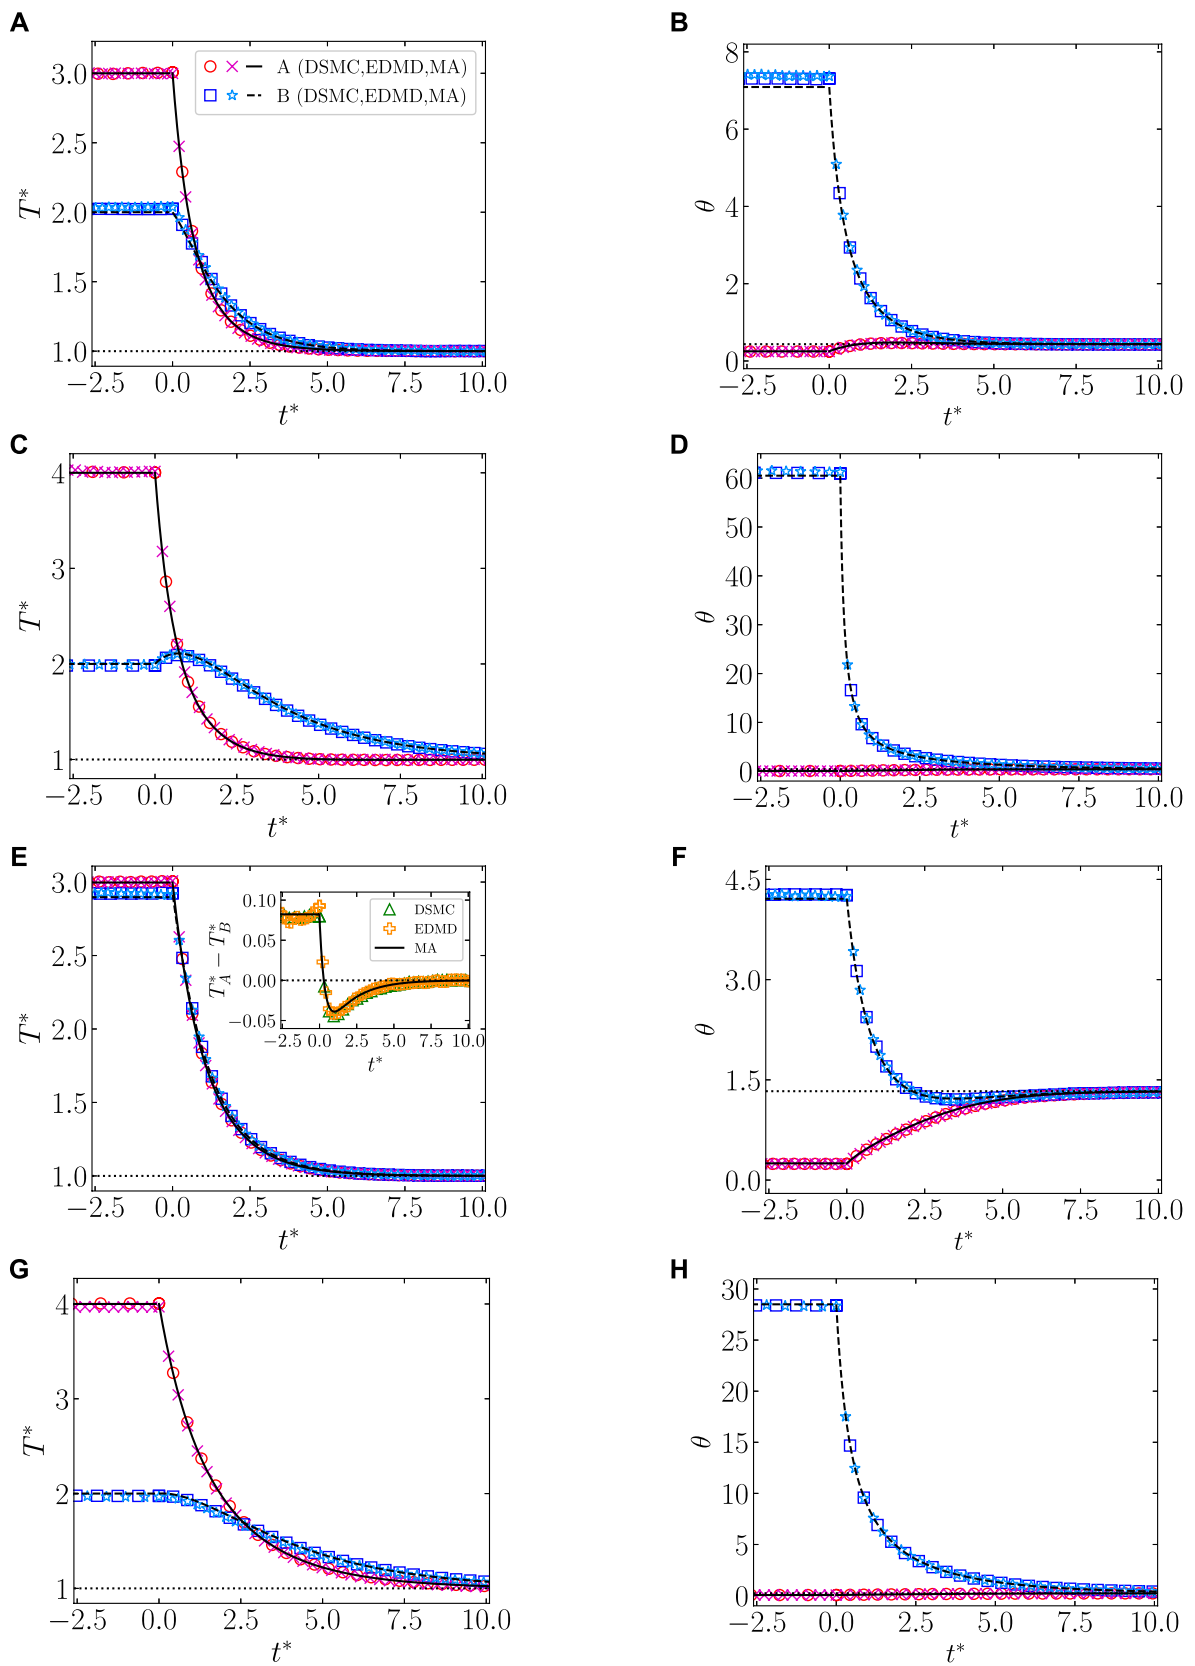 A
3.0
2.5
2.0
1.5
1.0
T*
A (DSMC,EDMD,MA)
B (DSMC,EDMD,MA)
−2.5 0.0 2.5 5.0 7.5 10.0
t*
B
8
6
4
2
0
θ
−2.5 0.0 2.5 5.0 7.5 10.0
t*
C
4
3
2
1
T*
−2.5 0.0 2.5 5.0 7.5 10.0
t*
D
60
50
40
30
20
10
0
θ
−2.5 0.0 2.5 5.0 7.5 10.0
t*
E
3.0
2.5
2.0
1.5
1.0
T*
0.10
0.05
0.00
−0.05
T*A − T*B
DSMC
EDMD
MA
−2.5 0.0 2.5 5.0 7.5 10.0
t*
−2.5 0.0 2.5 5.0 7.5 10.0
t*
F
4.5
3.0
1.5
0.0
θ
−2.5 0.0 2.5 5.0 7.5 10.0
t*
G
4
3
2
1
T*
−2.5 0.0 2.5 5.0 7.5 10.0
t*
H
30
25
20
15
10
5
0
θ
−2.5 0.0 2.5 5.0 7.5 10.0
t*